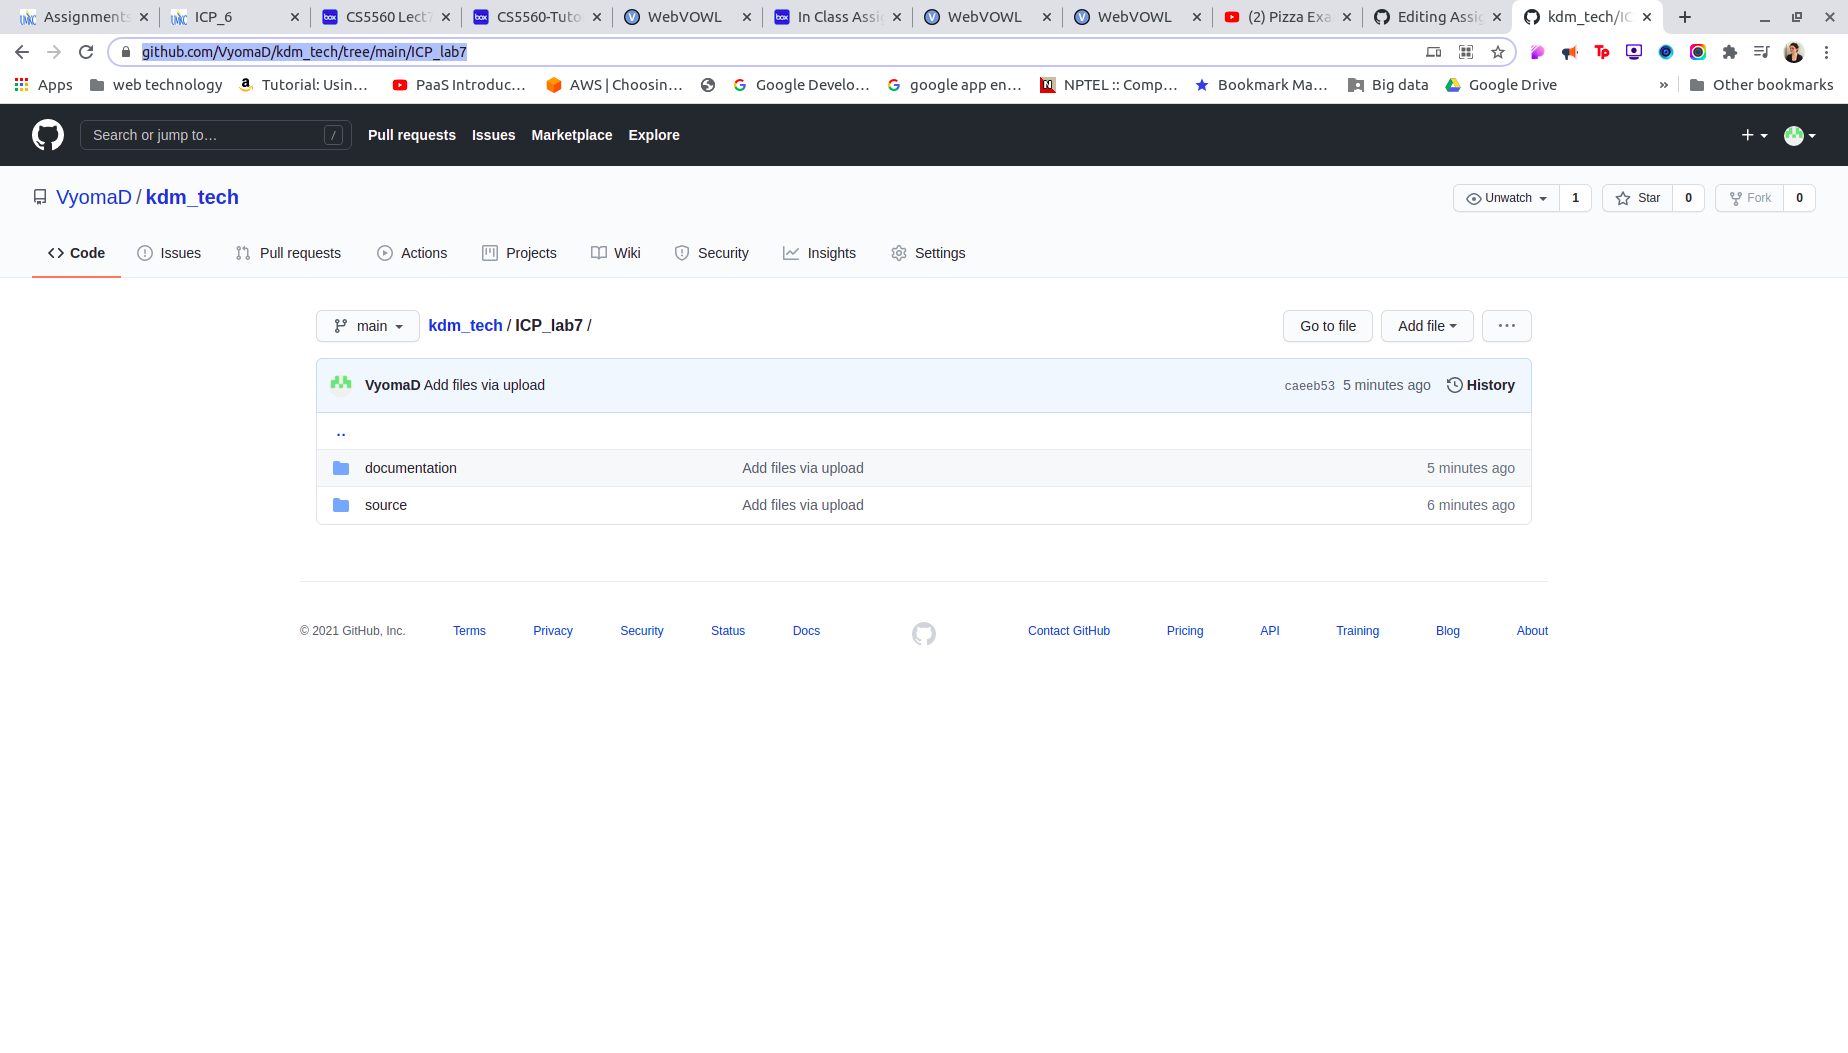 Assignments ICP_6 CS5560 Lect7 CS5560-Tuto WebVOWL In Class Assi WebVOWL WebVOWL (2) Pizza Exa Editing Assig kdm_tech/IC
github.com/VyomaD/kdm_tech/tree/main/ICP_lab7
Apps web technology Tutorial: Usin… PaaS Introduc… AWS | Choosin… Google Develo… google app en… NPTEL :: Comp… Bookmark Ma… Big data Google Drive » Other bookmarks
Search or jump to… / Pull requests Issues Marketplace Explore
VyomaD / kdm_tech Unwatch 1 Star 0 Fork 0
Code Issues Pull requests Actions Projects Wiki Security Insights Settings
main kdm_tech / ICP_lab7 / Go to file Add file ...
VyomaD Add files via upload caeeb53 5 minutes ago History
..
documentation Add files via upload 5 minutes ago
source Add files via upload 6 minutes ago
© 2021 GitHub, Inc. Terms Privacy Security Status Docs Contact GitHub Pricing API Training Blog About